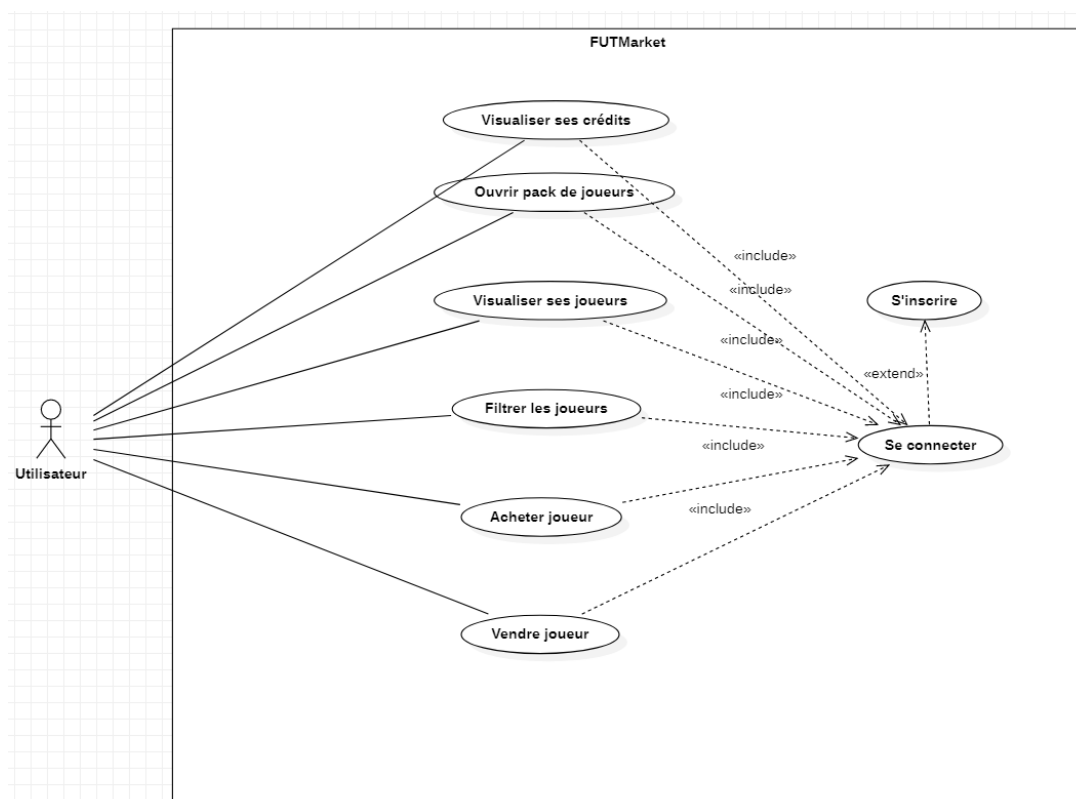 FUTMarket
Visualiser ses crédits
Ouvrir pack de joueurs
«include»
«include»
Visualiser ses joueurs
S'inscrire
«include»
«extend»
«include»
Filtrer les joueurs
«include»
Se connecter
Utilisateur
Acheter joueur
«include»
Vendre joueur